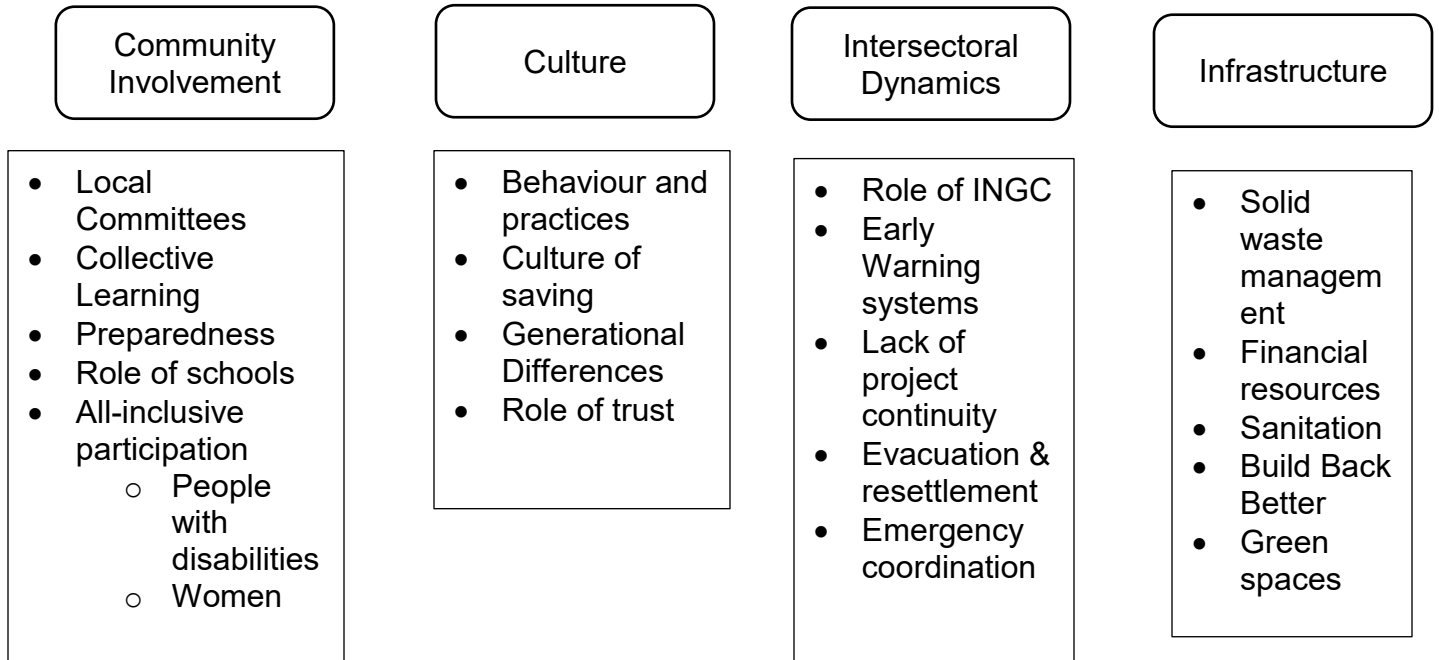 Community
Involvement
• Local
Committees
• Collective
Learning
• Preparedness
• Role of schools
• All-inclusive
participation
o People
with
disabilities
o Women
Culture
• Behaviour and
practices
• Culture of
saving
• Generational
Differences
• Role of trust
Intersectoral
Dynamics
• Role of INGC
• Early
Warning
systems
• Lack of
project
continuity
• Evacuation &
resettlement
• Emergency
coordination
Infrastructure
• Solid
waste
managem
ent
• Financial
resources
• Sanitation
• Build Back
Better
• Green
spaces